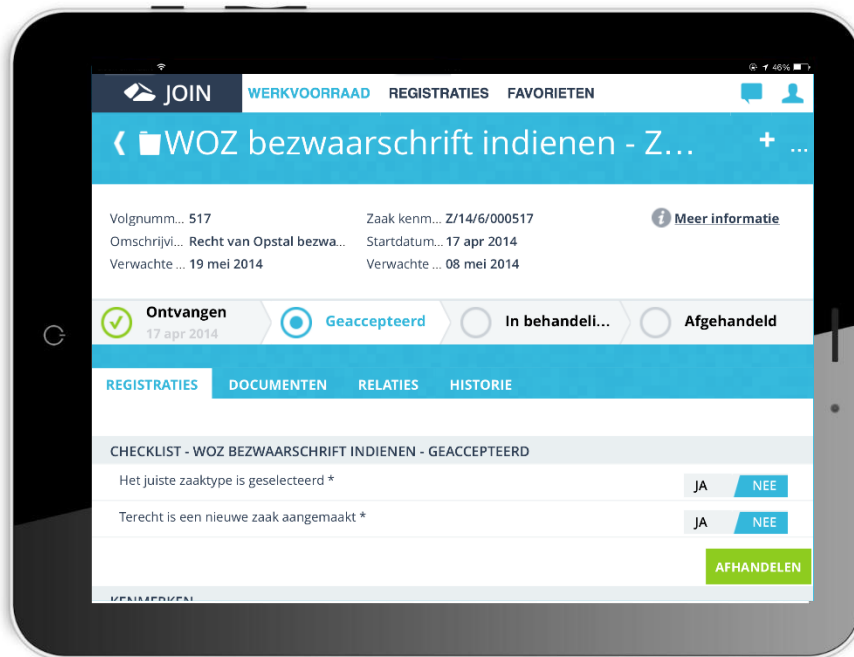 46%
JOIN WERKVOORRAAD REGISTRATIES FAVORIETEN
WOZ bezwaarschrift indienen - Z... + ...
Volgnumm... 517 Zaak kenm... Z/14/6/000517 Meer informatie
Omschrijvi... Recht van Opstal bezwa... Startdatum... 17 apr 2014
Verwachte ... 19 mei 2014 Verwachte ... 08 mei 2014
Ontvangen Geaccepteerd In behandeli... Afgehandeld
17 apr 2014
REGISTRATIES DOCUMENTEN RELATIES HISTORIE
CHECKLIST - WOZ BEZWAARSCHRIFT INDIENEN - GEACCEPTEERD
Het juiste zaaktype is geselecteerd * JA NEE
Terecht is een nieuwe zaak aangemaakt * JA NEE
AFHANDELEN
KENMERKEN